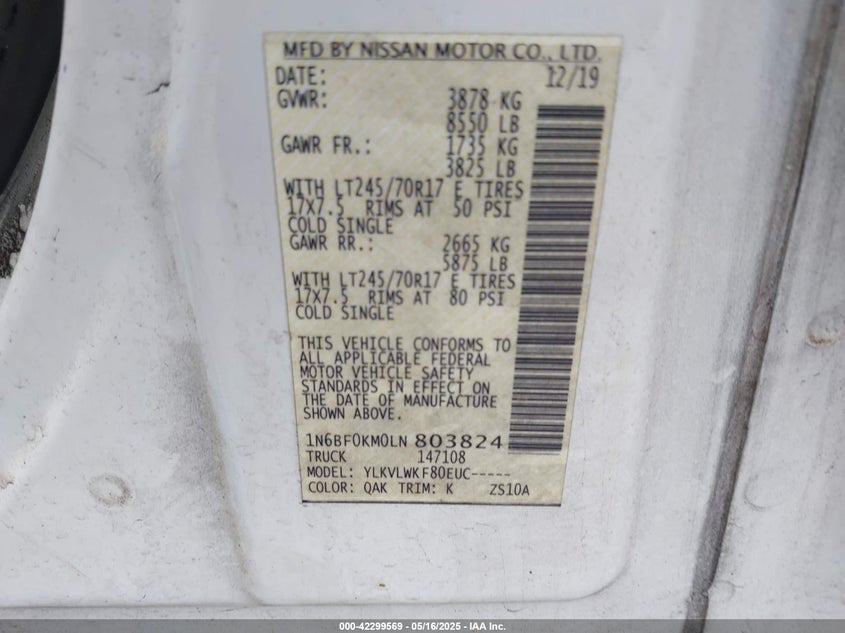 MFD BY NISSAN MOTOR CO., LTD.
DATE: 12/19
GVWR: 3878 KG
8550 LB
GAWR FR.: 1735 KG
3825 LB
WITH LT245/70R17 E TIRES
17X7.5 RIMS AT 50 PSI
COLD SINGLE
GAWR RR.: 2665 KG
5875 LB
WITH LT245/70R17 E TIRES
17X7.5 RIMS AT 80 PSI
COLD SINGLE
THIS VEHICLE CONFORMS TO
ALL APPLICABLE FEDERAL
MOTOR VEHICLE SAFETY
STANDARDS IN EFFECT ON
THE DATE OF MANUFACTURE
SHOWN ABOVE.
1N6BF0KM0LN 803824
TRUCK 147108
MODEL: YLKVLWKF80EUC-----
COLOR: QAK TRIM: K ZS10A
000-42299569 - 05/16/2025 - IAA Inc.